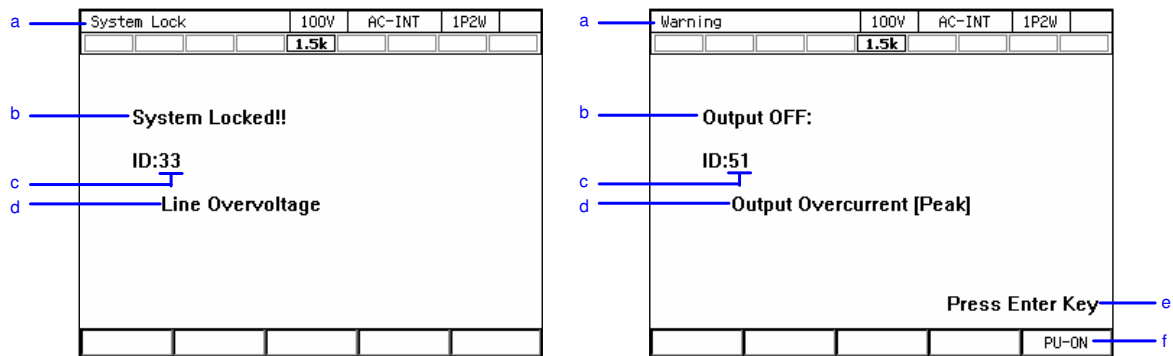 a System Lock 100V AC-INT 1P2W
1.5k
b System Locked!!
ID:33
c
d Line Overvoltage
a Warning 100V AC-INT 1P2W
1.5k
b Output OFF:
ID:51
c
d Output Overcurrent [Peak]
Press Enter Key e
PU-ON f